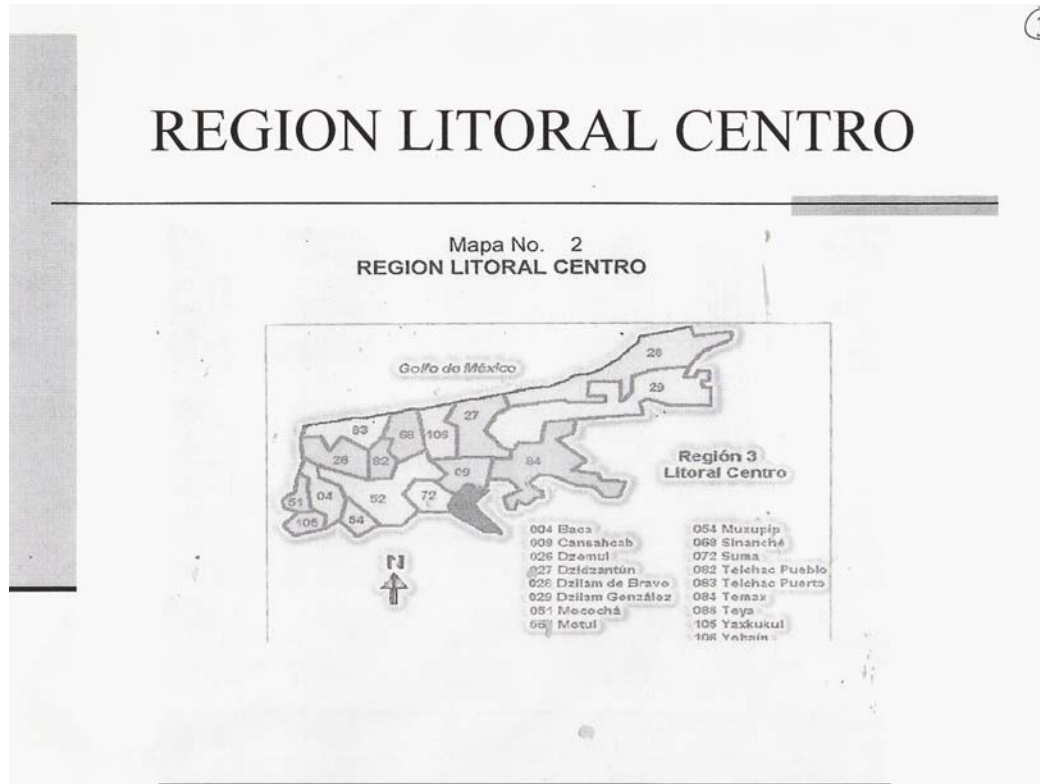 REGION LITORAL CENTRO
Mapa No. 2
REGION LITORAL CENTRO
Golfo de México
28
29
27
83
68
106
26
82
09
84
51
04
52
72
105
54
Región 3
Litoral Centro
N
004 Baca
009 Cansahcab
026 Dzemul
027 Dzidzantún
028 Dzilam de Bravo
029 Dzilam González
051 Mocochá
Motul
054 Muxupip
068 Sinanché
072 Suma
082 Telchac Pueblo
083 Telchac Puerto
084 Temax
088 Teya
105 Yaxkukul
106 Yobaín